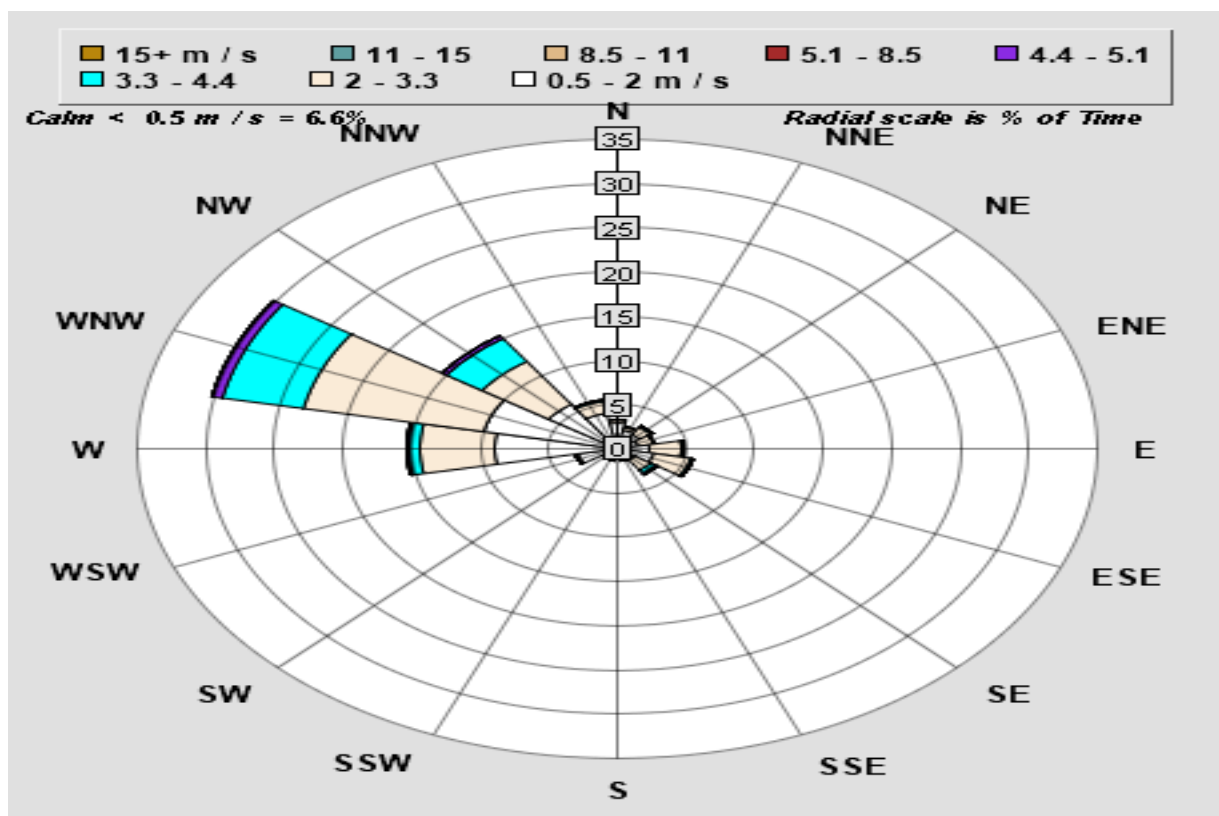 15+ m / s 11 - 15 8.5 - 11 5.1 - 8.5 4.4 - 5.1
3.3 - 4.4 2 - 3.3 0.5 - 2 m / s
Calm < 0.5 m / s = 6.6% N Radial scale is % of Time
NNW NNE
35
30
NW NE
25
20
WNW 15 ENE
10
5
W 0 E
WSW ESE
SW SE
SSW SSE
S